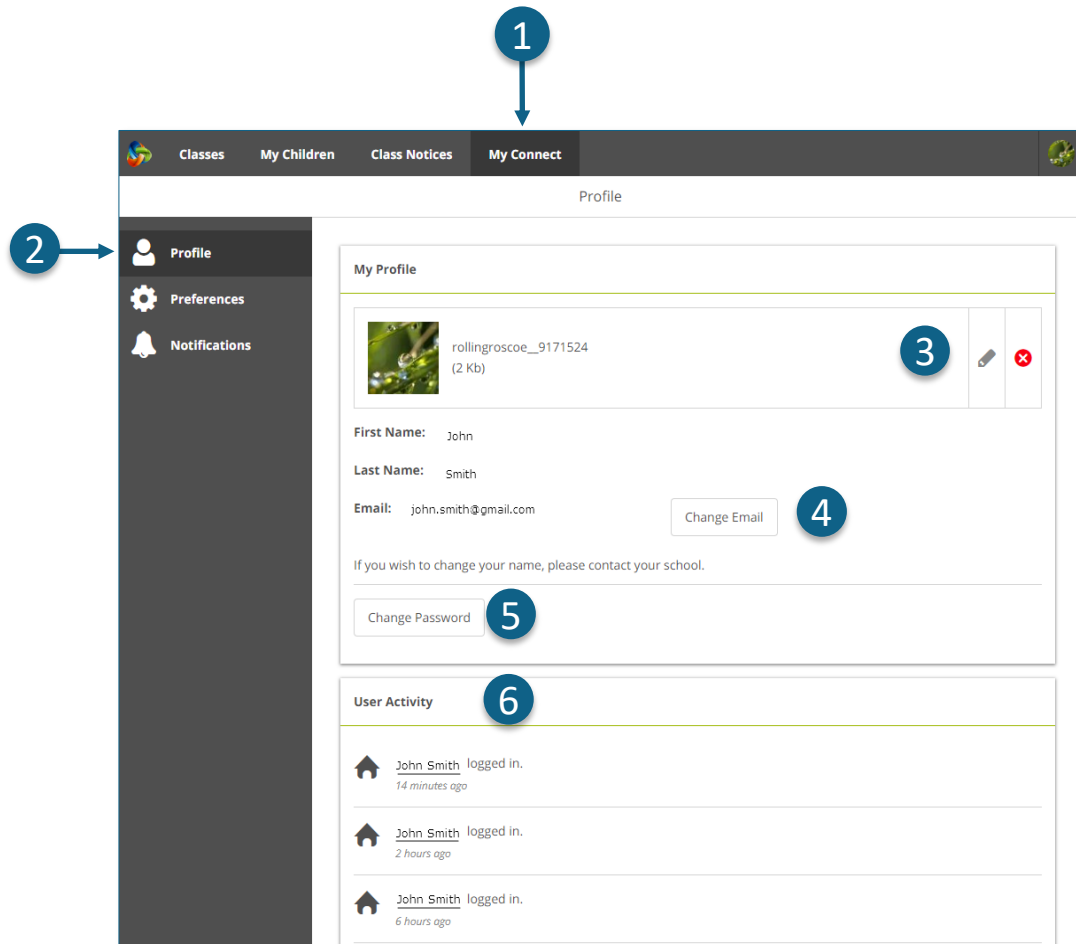 1
Classes My Children Class Notices My Connect
Profile
2
Profile
Preferences
Notifications
My Profile
rollingroscoe__9171524
(2 Kb)
3
First Name: John
Last Name: Smith
Email: john.smith@gmail.com
Change Email
4
If you wish to change your name, please contact your school.
Change Password
5
User Activity
6
John Smith logged in.
14 minutes ago
John Smith logged in.
2 hours ago
John Smith logged in.
6 hours ago